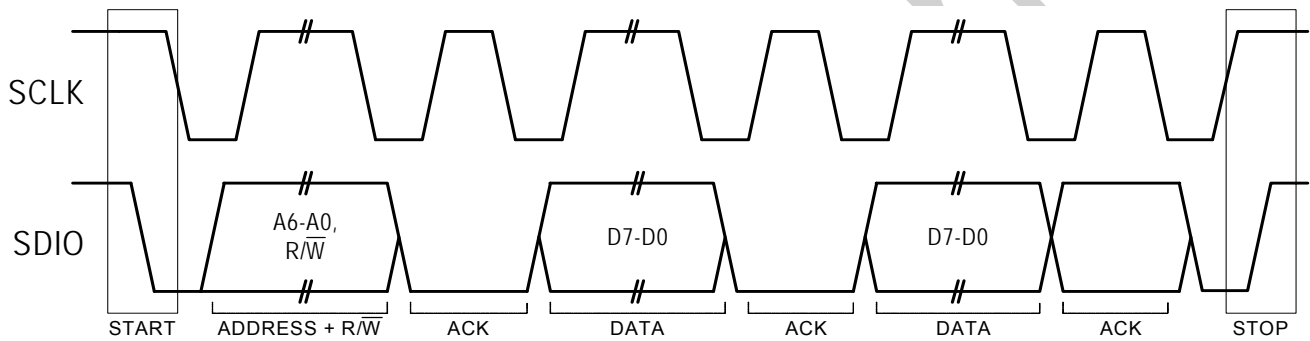 SCLK
SDIO
A6-A0,
R/W̅
D7-D0
D7-D0
START
ADDRESS + R/W̅
ACK
DATA
ACK
DATA
ACK
STOP